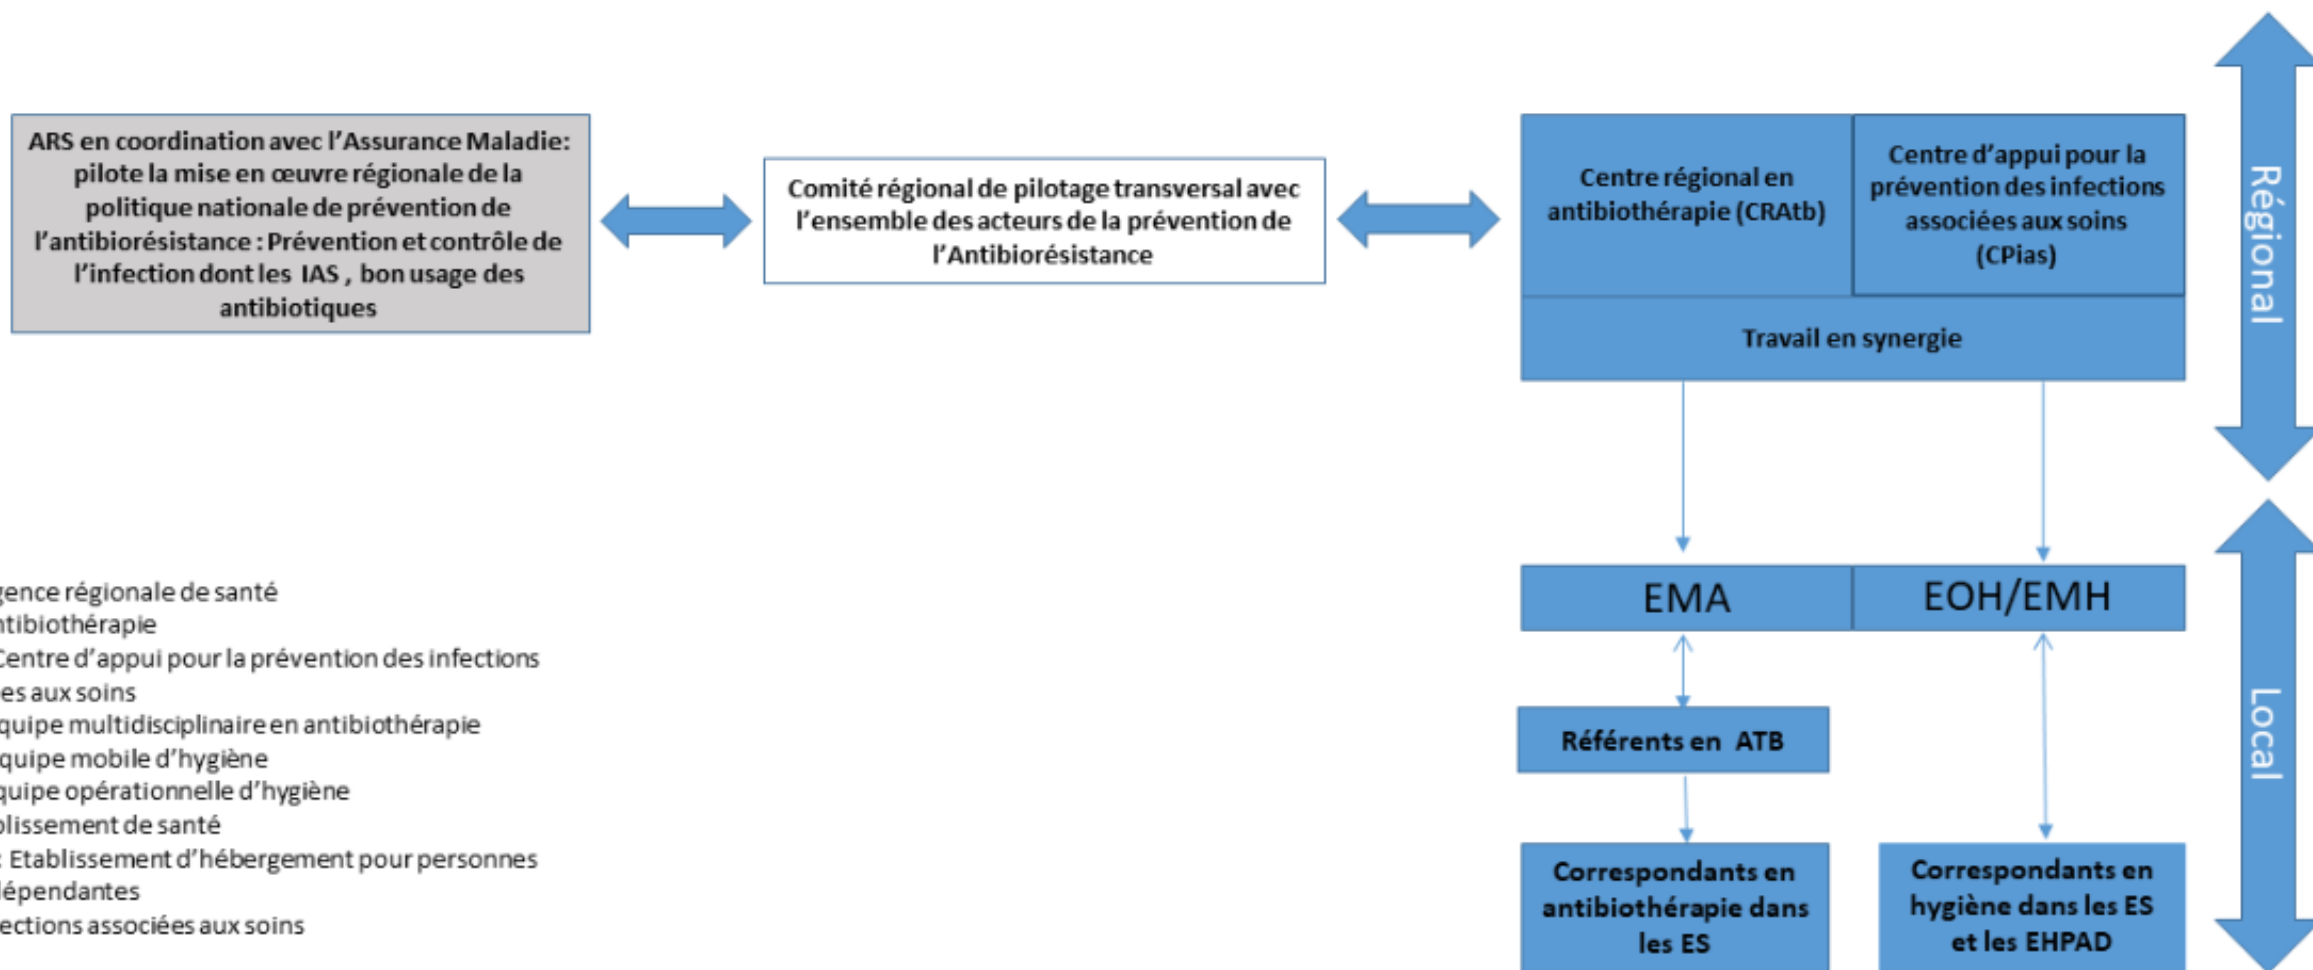 ARS en coordination avec l'Assurance Maladie:
pilote la mise en œuvre régionale de la
politique nationale de prévention de
l'antibiorésistance : Prévention et contrôle de
l'infection dont les IAS , bon usage des
antibiotiques
Comité régional de pilotage transversal avec
l'ensemble des acteurs de la prévention de
l'Antibiorésistance
Centre régional en
antibiothérapie (CRAtb)
Centre d'appui pour la
prévention des infections
associées aux soins
(CPias)
Travail en synergie
Régional
EMA
EOH/EMH
Référents en ATB
Correspondants en
antibiothérapie dans
les ES
Correspondants en
hygiène dans les ES
et les EHPAD
Local
gence régionale de santé
ntibiothérapie
Centre d'appui pour la prévention des infections
es aux soins
quipe multidisciplinaire en antibiothérapie
quipe mobile d'hygiène
quipe opérationnelle d'hygiène
blissement de santé
: Etablissement d'hébergement pour personnes
dépendantes
ections associées aux soins